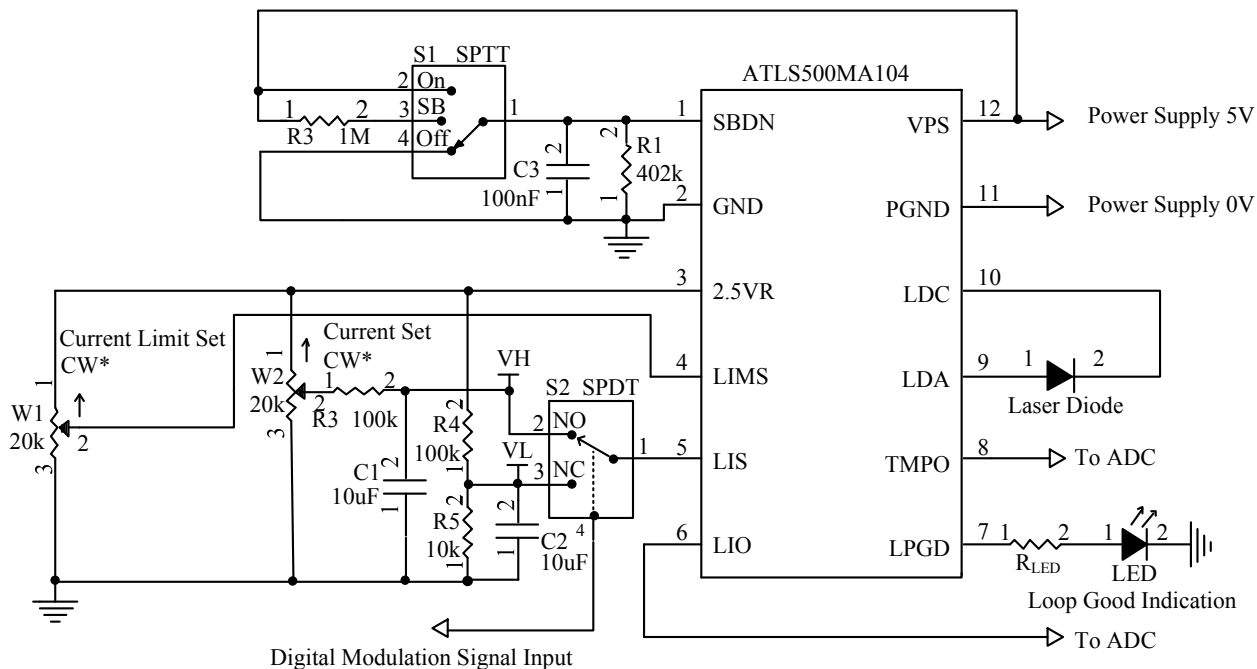 S1 SPTT
ATLS500MA104
2 On
1 2 3 SB 1
R3 1M
4 Off
2
C3
1
100nF
2
R1
402k
1
1 SBDN
VPS 12
Power Supply 5V
2 GND
PGND 11
Power Supply 0V
3 2.5VR
LDC 10
Current Limit Set
CW*
1
W1
20k
2
3
Current Set
CW*
1
W2
20k
2
3
1 2
R3 100k
VH
4 LIMS
LDA 9
1 2
Laser Diode
S2 SPDT
2 NO
1
3 NC
4
2
R4
100k
1
VL
5 LIS
TMPO 8
To ADC
2
C1
10uF
1
2
R5
10k
1
2
C2
1
10uF
6 LIO
LPGD 7
1 2
RLED
1 2
LED
Loop Good Indication
To ADC
Digital Modulation Signal Input